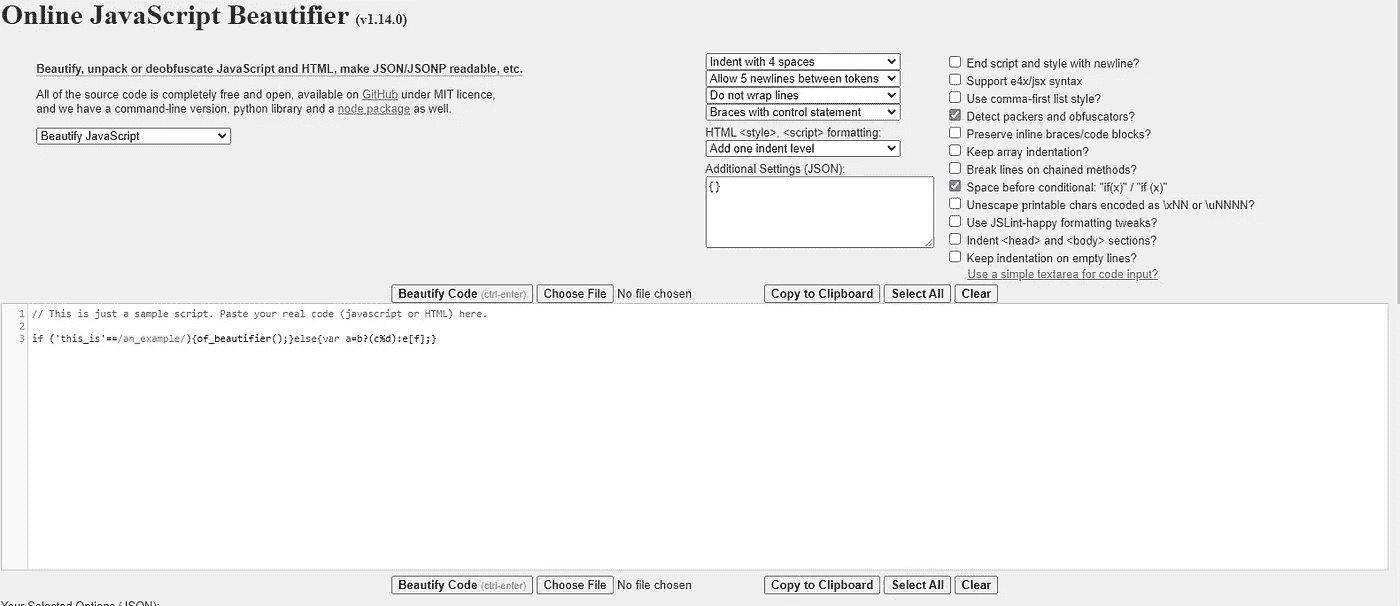 Online JavaScript Beautifier (v1.14.0)
Beautify, unpack or deobfuscate JavaScript and HTML, make JSON/JSONP readable, etc.
All of the source code is completely free and open, available on GitHub under MIT licence,
and we have a command-line version, python library and a node package as well.
Beautify JavaScript
Indent with 4 spaces
Allow 5 newlines between tokens
Do not wrap lines
Braces with control statement
HTML <style>, <script> formatting:
Add one indent level
Additional Settings (JSON):
{}
End script and style with newline?
Support e4x/jsx syntax
Use comma-first list style?
Detect packers and obfuscators?
Preserve inline braces/code blocks?
Keep array indentation?
Break lines on chained methods?
Space before conditional: "if(x)" / "if (x)"
Unescape printable chars encoded as \xNN or \uNNNN?
Use JSLint-happy formatting tweaks?
Indent <head> and <body> sections?
Keep indentation on empty lines?
Use a simple textarea for code input?
Beautify Code (ctrl-enter) Choose File No file chosen Copy to Clipboard Select All Clear
1 // This is just a sample script. Paste your real code (javascript or HTML) here.
2
3 if ('this_is'==/an_example/){of_beautifier();}else{var a=b?(c%d):e[f];}
Beautify Code (ctrl-enter) Choose File No file chosen Copy to Clipboard Select All Clear
Your Selected Options (JSON):